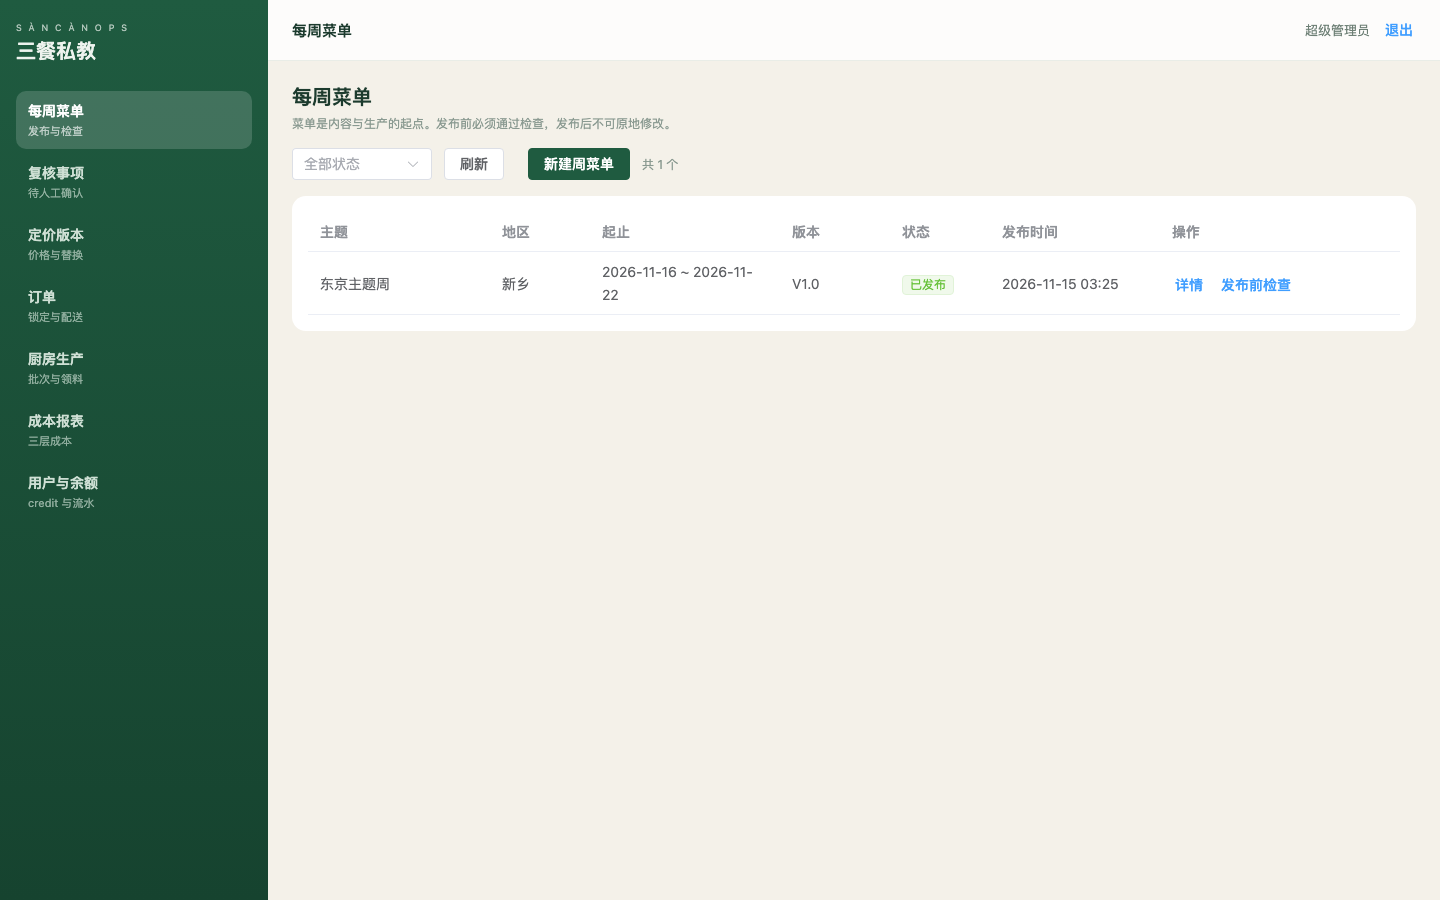 SÀNCÀNOPS
三餐私教
每周菜单
发布与检查
复核事项
待人工确认
定价版本
价格与替换
订单
锁定与配送
厨房生产
批次与领料
成本报表
三层成本
用户与余额
credit 与流水
每周菜单
超级管理员 退出
每周菜单
菜单是内容与生产的起点。发布前必须通过检查，发布后不可原地修改。
全部状态 刷新 新建周菜单 共 1 个
主题 地区 起止 版本 状态 发布时间 操作
东京主题周 新乡 2026-11-16 ~ 2026-11-
22 V1.0 已发布 2026-11-15 03:25 详情 发布前检查